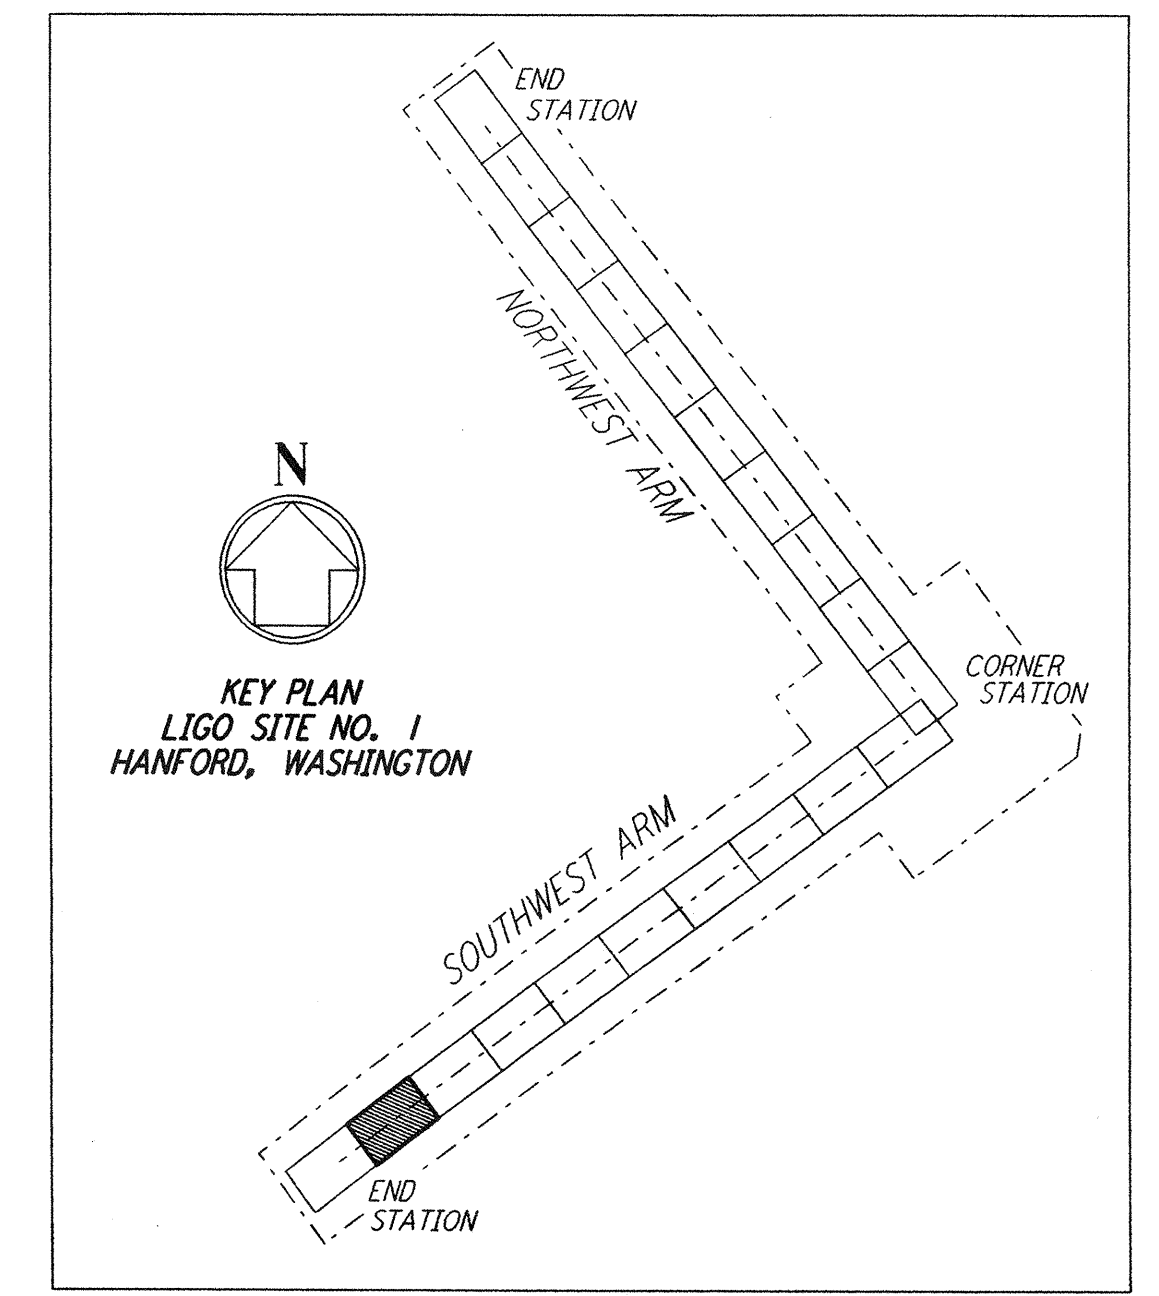 END
STATION
NORTHWEST ARM
N
CORNER
STATION
KEY PLAN
LIGO SITE NO. 1
HANFORD, WASHINGTON
SOUTHWEST ARM
END
STATION